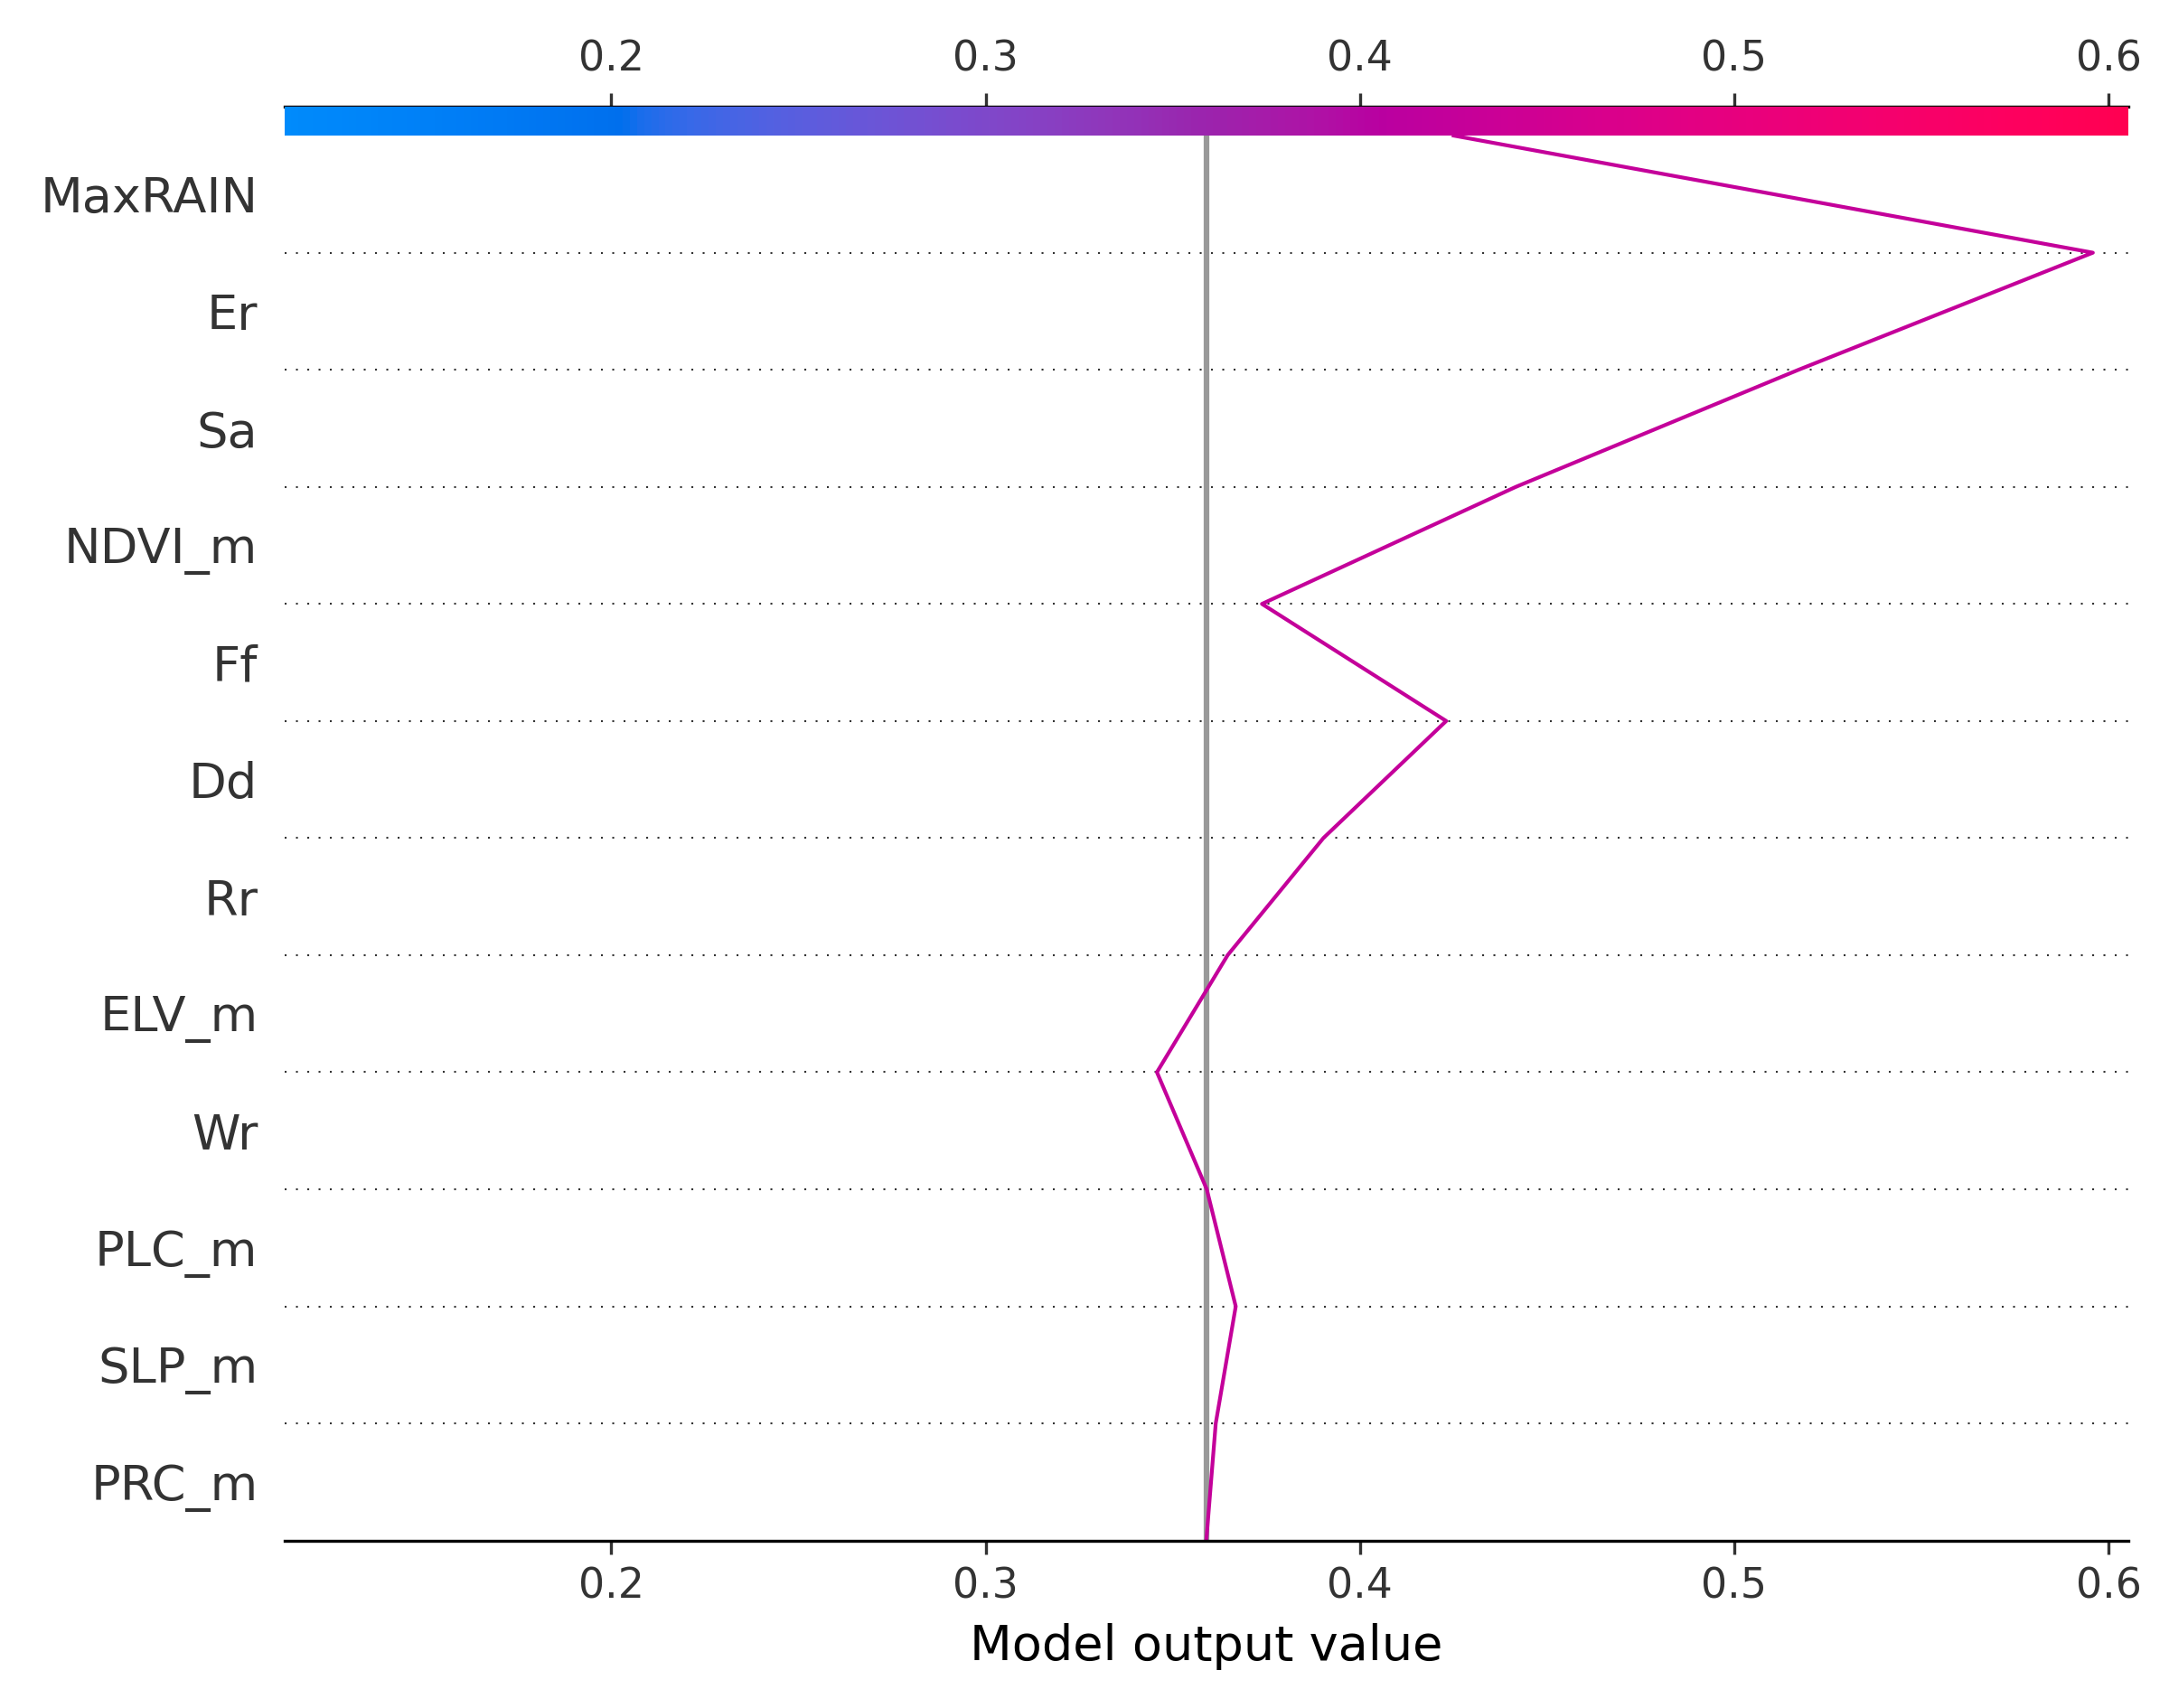 0.2 0.3 0.4 0.5 0.6
MaxRAIN
Er
Sa
NDVI_m
Ff
Dd
Rr
ELV_m
Wr
PLC_m
SLP_m
PRC_m
0.2 0.3 0.4 0.5 0.6
Model output value